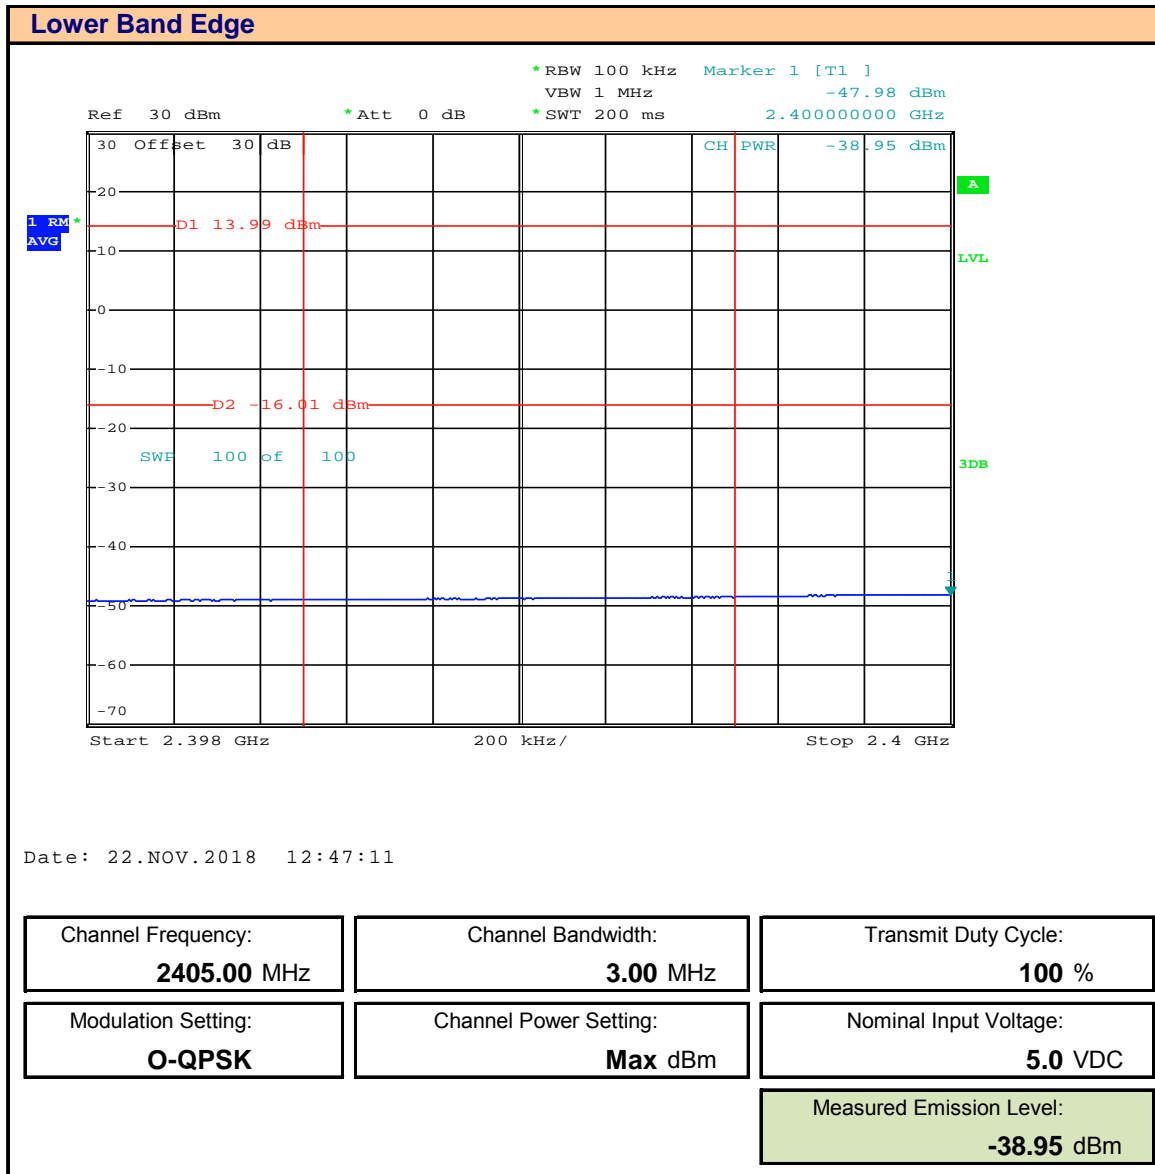 Lower Band Edge
*RBW 100 kHz Marker 1 [T1 ]
VBW 1 MHz -47.98 dBm
Ref 30 dBm *Att 0 dB *SWT 200 ms 2.400000000 GHz
30 Offset 30 dB CH PWR -38.95 dBm
A
20
1 RM *
D1 13.99 dBm
AVG
10
LVL
0
-10
D2 -16.01 dBm
-20
SWP 100 of 100
3DB
-30
-40
1
-50
-60
-70
Start 2.398 GHz 200 kHz/ Stop 2.4 GHz
Date: 22.NOV.2018 12:47:11
Channel Frequency: Channel Bandwidth: Transmit Duty Cycle:
2405.00 MHz 3.00 MHz 100 %
Modulation Setting: Channel Power Setting: Nominal Input Voltage:
O-QPSK Max dBm 5.0 VDC
Measured Emission Level:
-38.95 dBm